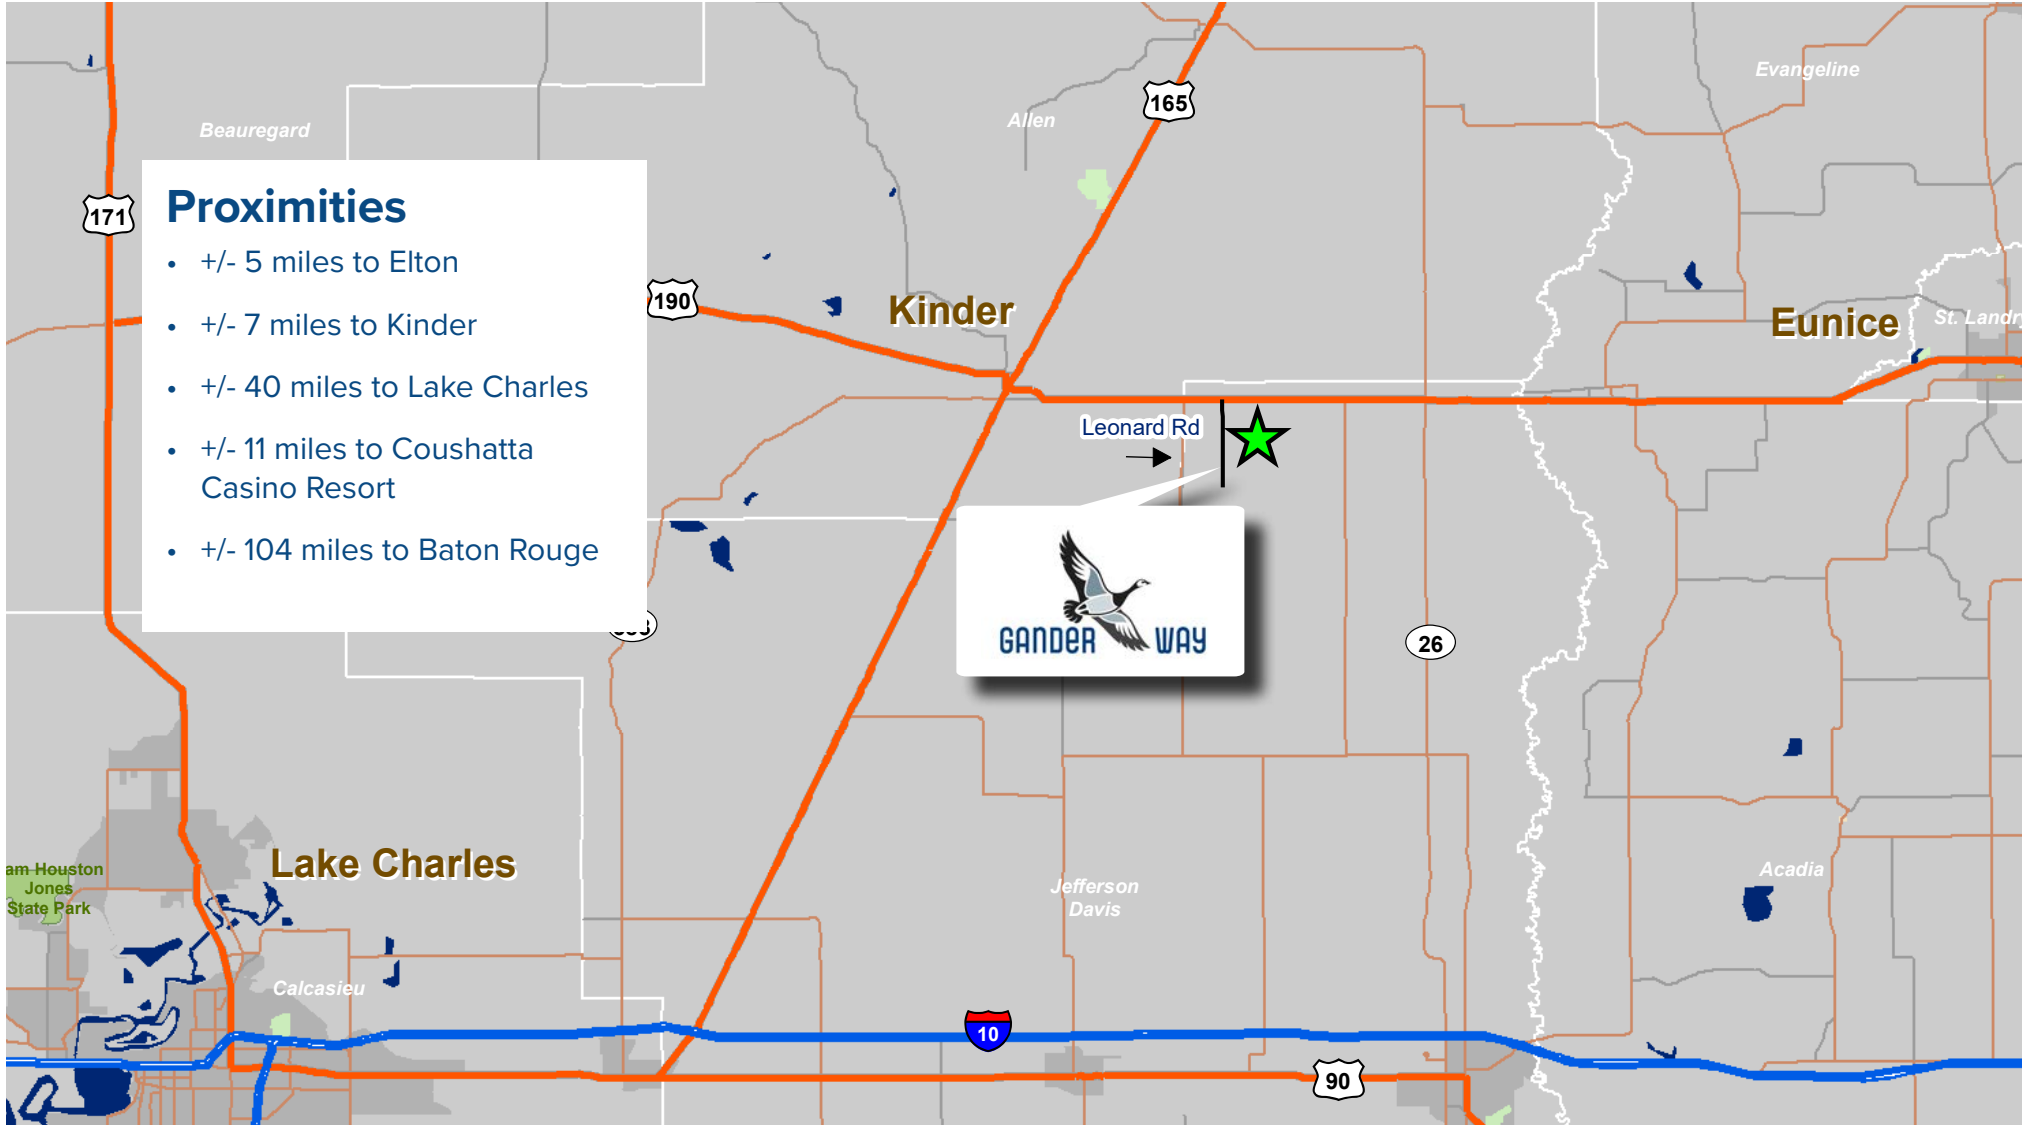 Evangeline
165
Allen
Beauregard
171
Proximities
• +/- 5 miles to Elton
• +/- 7 miles to Kinder
• +/- 40 miles to Lake Charles
• +/- 11 miles to Coushatta
Casino Resort
• +/- 104 miles to Baton Rouge
190
Kinder
Eunice
St. Landry
Leonard Rd
GANDER WAY
26
Lake Charles
am Houston
Jones
State Park
Jefferson
Davis
Acadia
Calcasieu
10
90